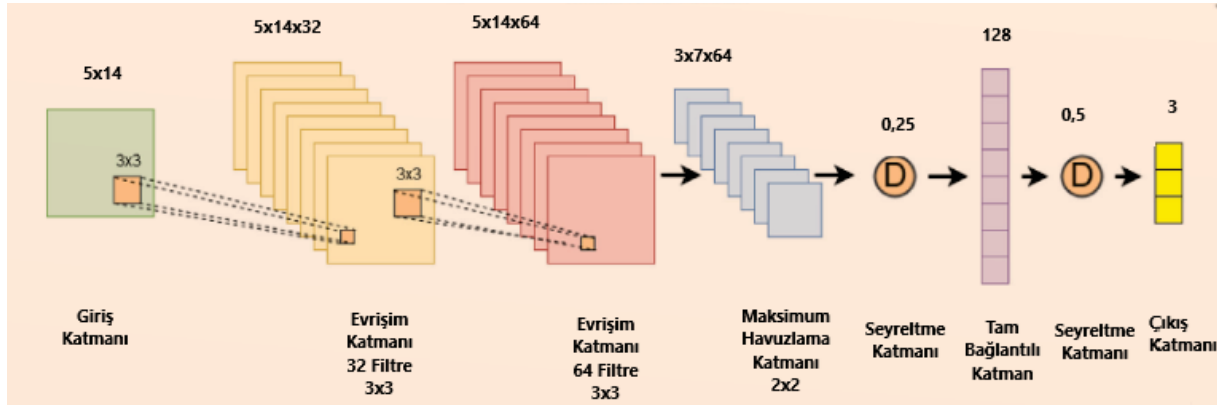 5x14
5x14x32
5x14x64
3x7x64
0,25
128
0,5
3
3x3
3x3
D
D
Giriş
Katmanı
Evrişim
Katmanı
32 Filtre
3x3
Evrişim
Katmanı
64 Filtre
3x3
Maksimum
Havuzlama
Katmanı
2x2
Seyreltme
Katmanı
Tam
Bağlantılı
Katman
Seyreltme
Katmanı
Çıkış
Katmanı